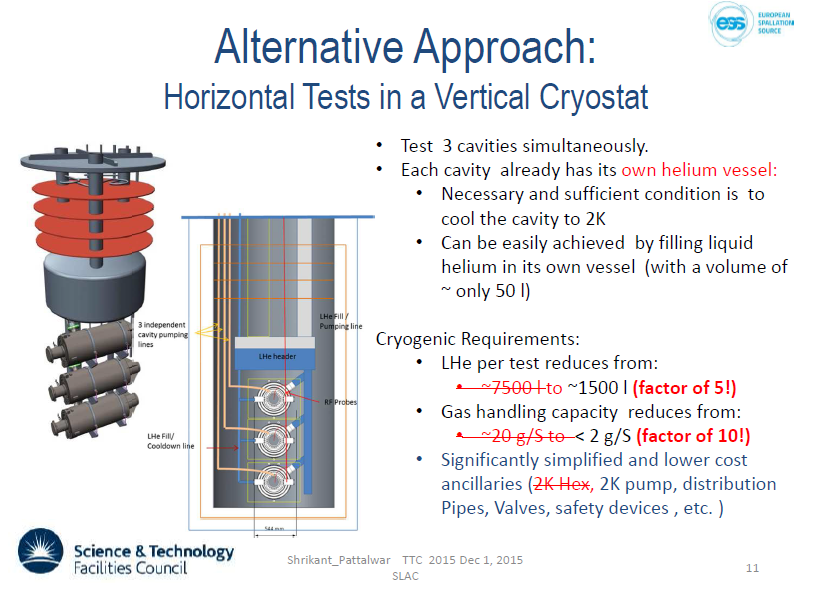 ess EUROPEAN
SPALLATION
SOURCE
Alternative Approach:
Horizontal Tests in a Vertical Cryostat
• Test 3 cavities simultaneously.
• Each cavity already has its own helium vessel:
• Necessary and sufficient condition is to
cool the cavity to 2K
• Can be easily achieved by filling liquid
helium in its own vessel (with a volume of
~ only 50 l)
3 independent
cavity pumping
lines
LHe Fill /
Pumping line
LHe header
RF Probes
LHe Fill/
Cooldown line
544 mm
Cryogenic Requirements:
• LHe per test reduces from:
• ~7500 l to ~1500 l (factor of 5!)
• Gas handling capacity reduces from:
• ~20 g/S to < 2 g/S (factor of 10!)
• Significantly simplified and lower cost
ancillaries (2K Hex, 2K pump, distribution
Pipes, Valves, safety devices , etc. )
Science & Technology
Facilities Council
Shrikant_Pattalwar TTC 2015 Dec 1, 2015
SLAC
11